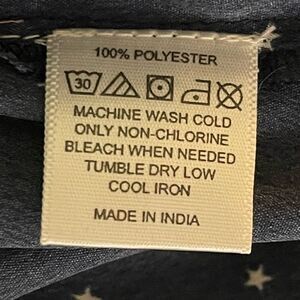 100% POLYESTER
30
MACHINE WASH COLD
ONLY NON-CHLORINE
BLEACH WHEN NEEDED
TUMBLE DRY LOW
COOL IRON
MADE IN INDIA